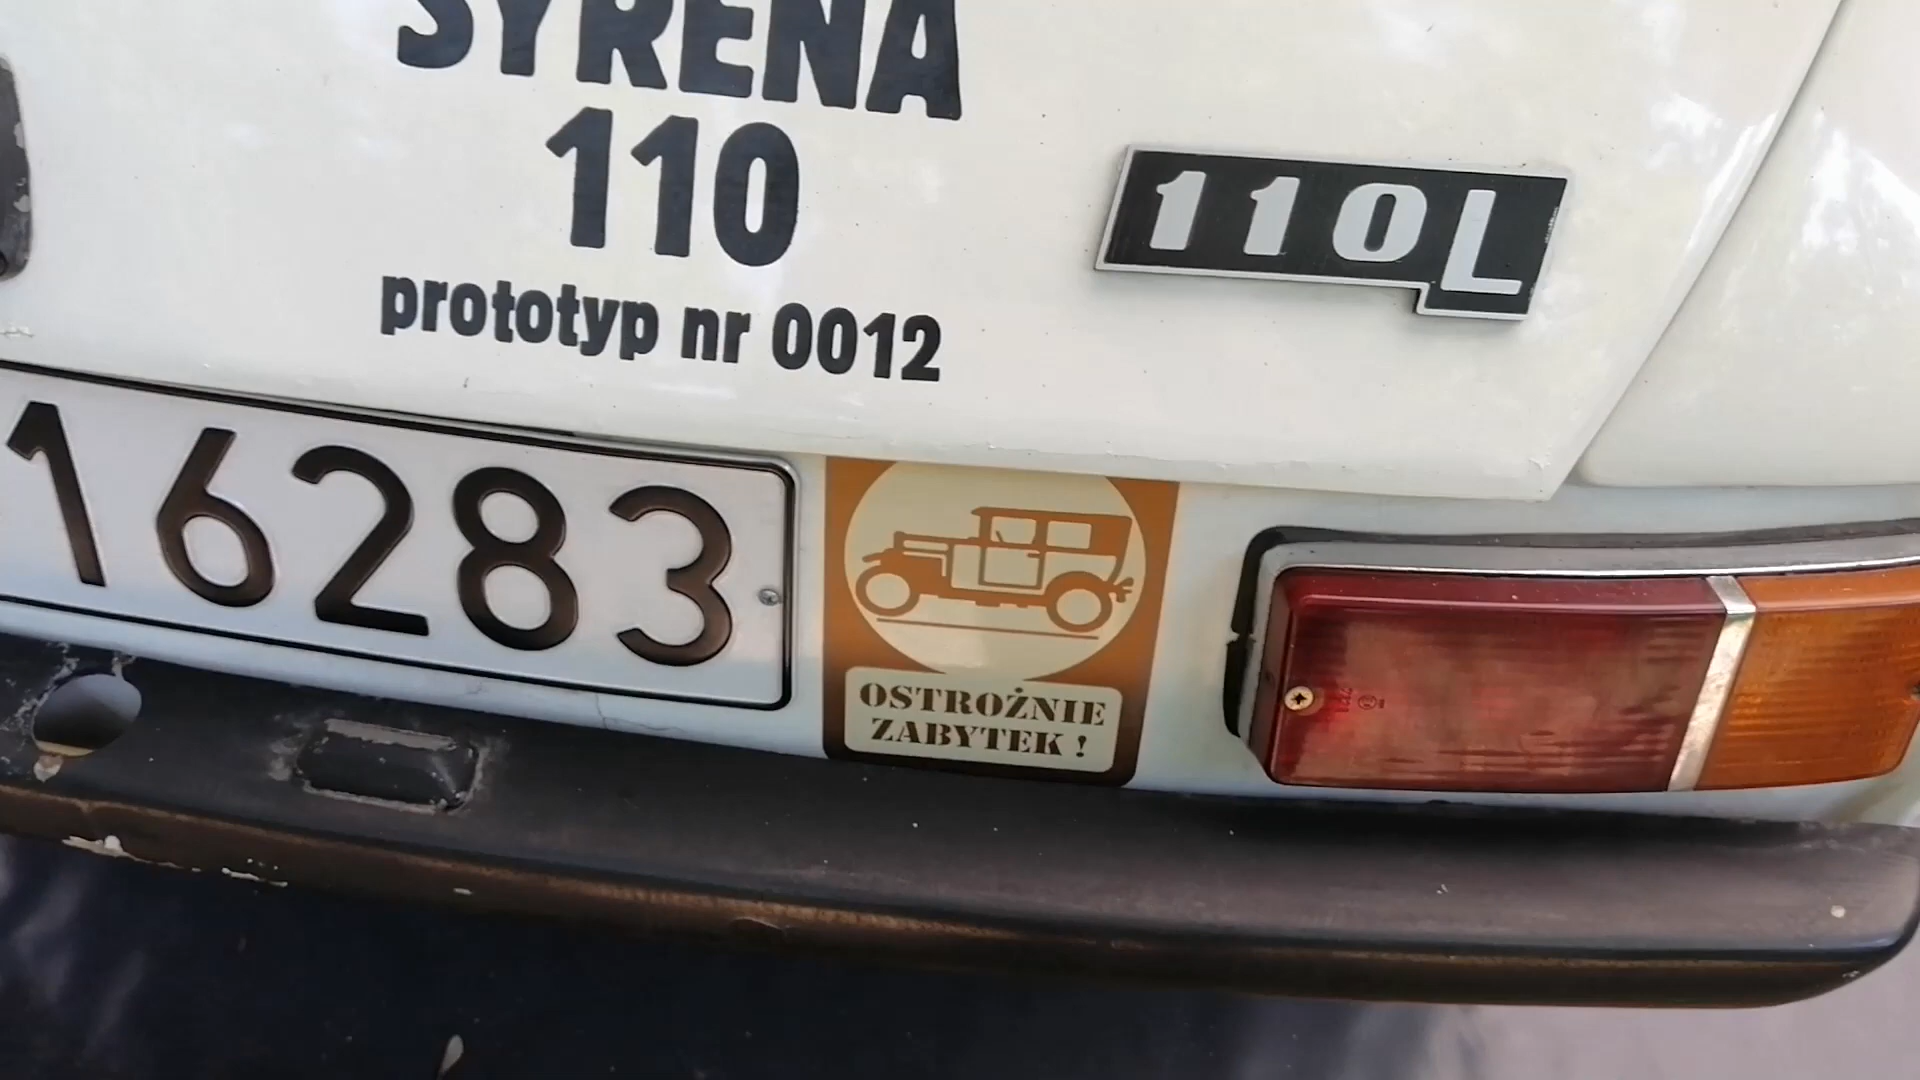 SYRENA
110
110L
prototyp nr 0012
16283
OSTROŻNIE
ZABYTEK !